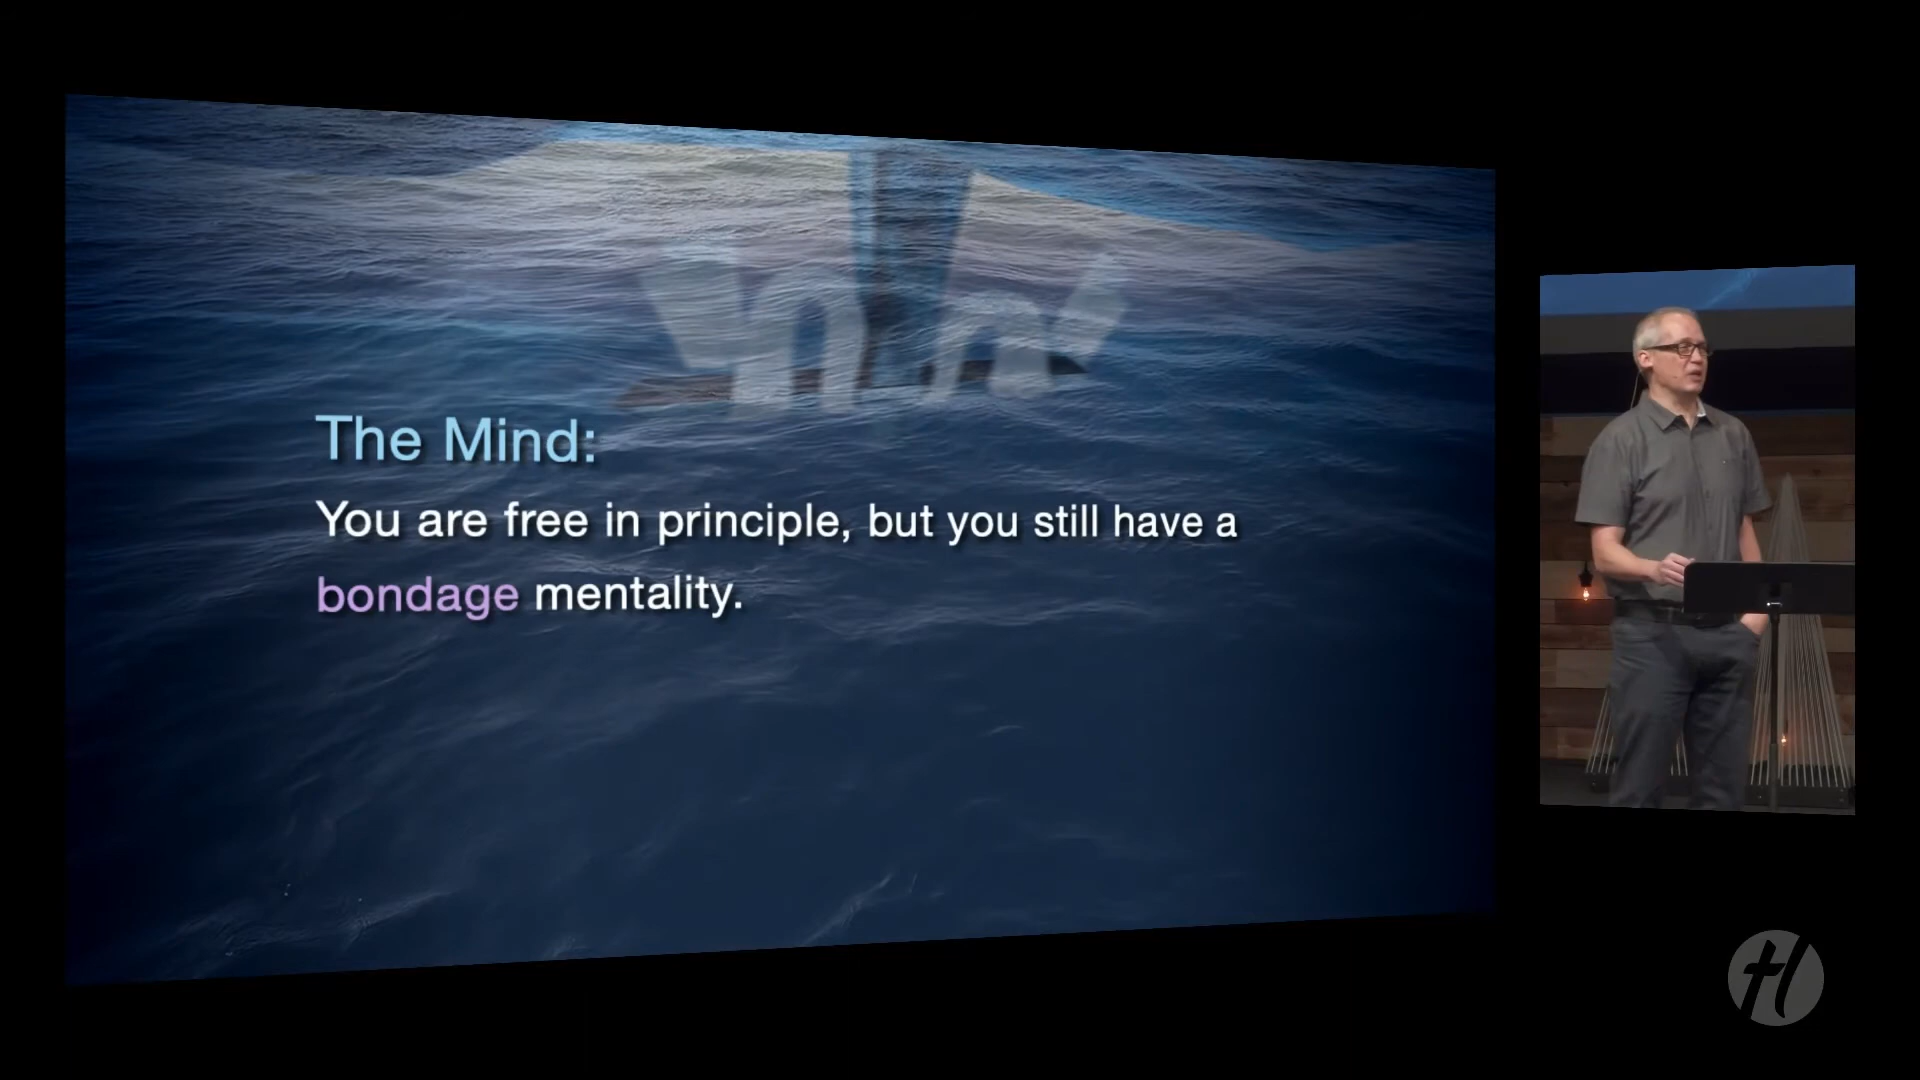 The Mind:
You are free in principle, but you still have a
bondage mentality.